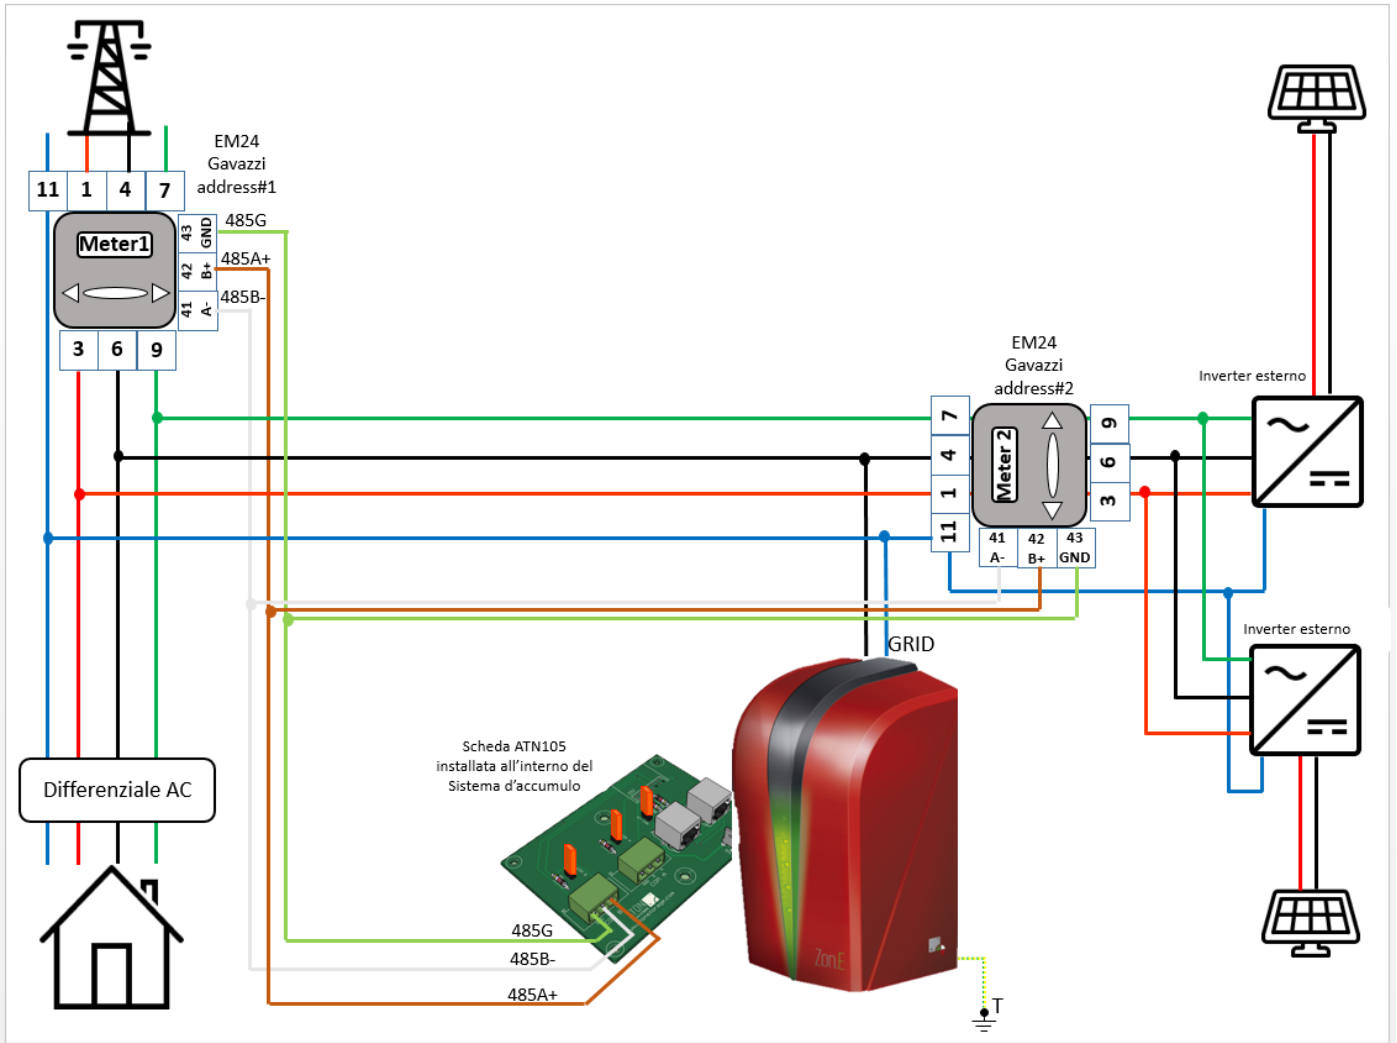 EM24
Gavazzi
address#1
11 1 4 7
Meter1
43 GND
42 B+
41 A-
485G
485A+
485B-
3 6 9
EM24
Gavazzi
address#2
7
4
1
11
Meter 2
9
6
3
41 A-
42 B+
43 GND
Inverter esterno
Inverter esterno
GRID
Scheda ATN105
installata all'interno del
Sistema d'accumulo
Differenziale AC
485G
485B-
485A+
Zon.E
T